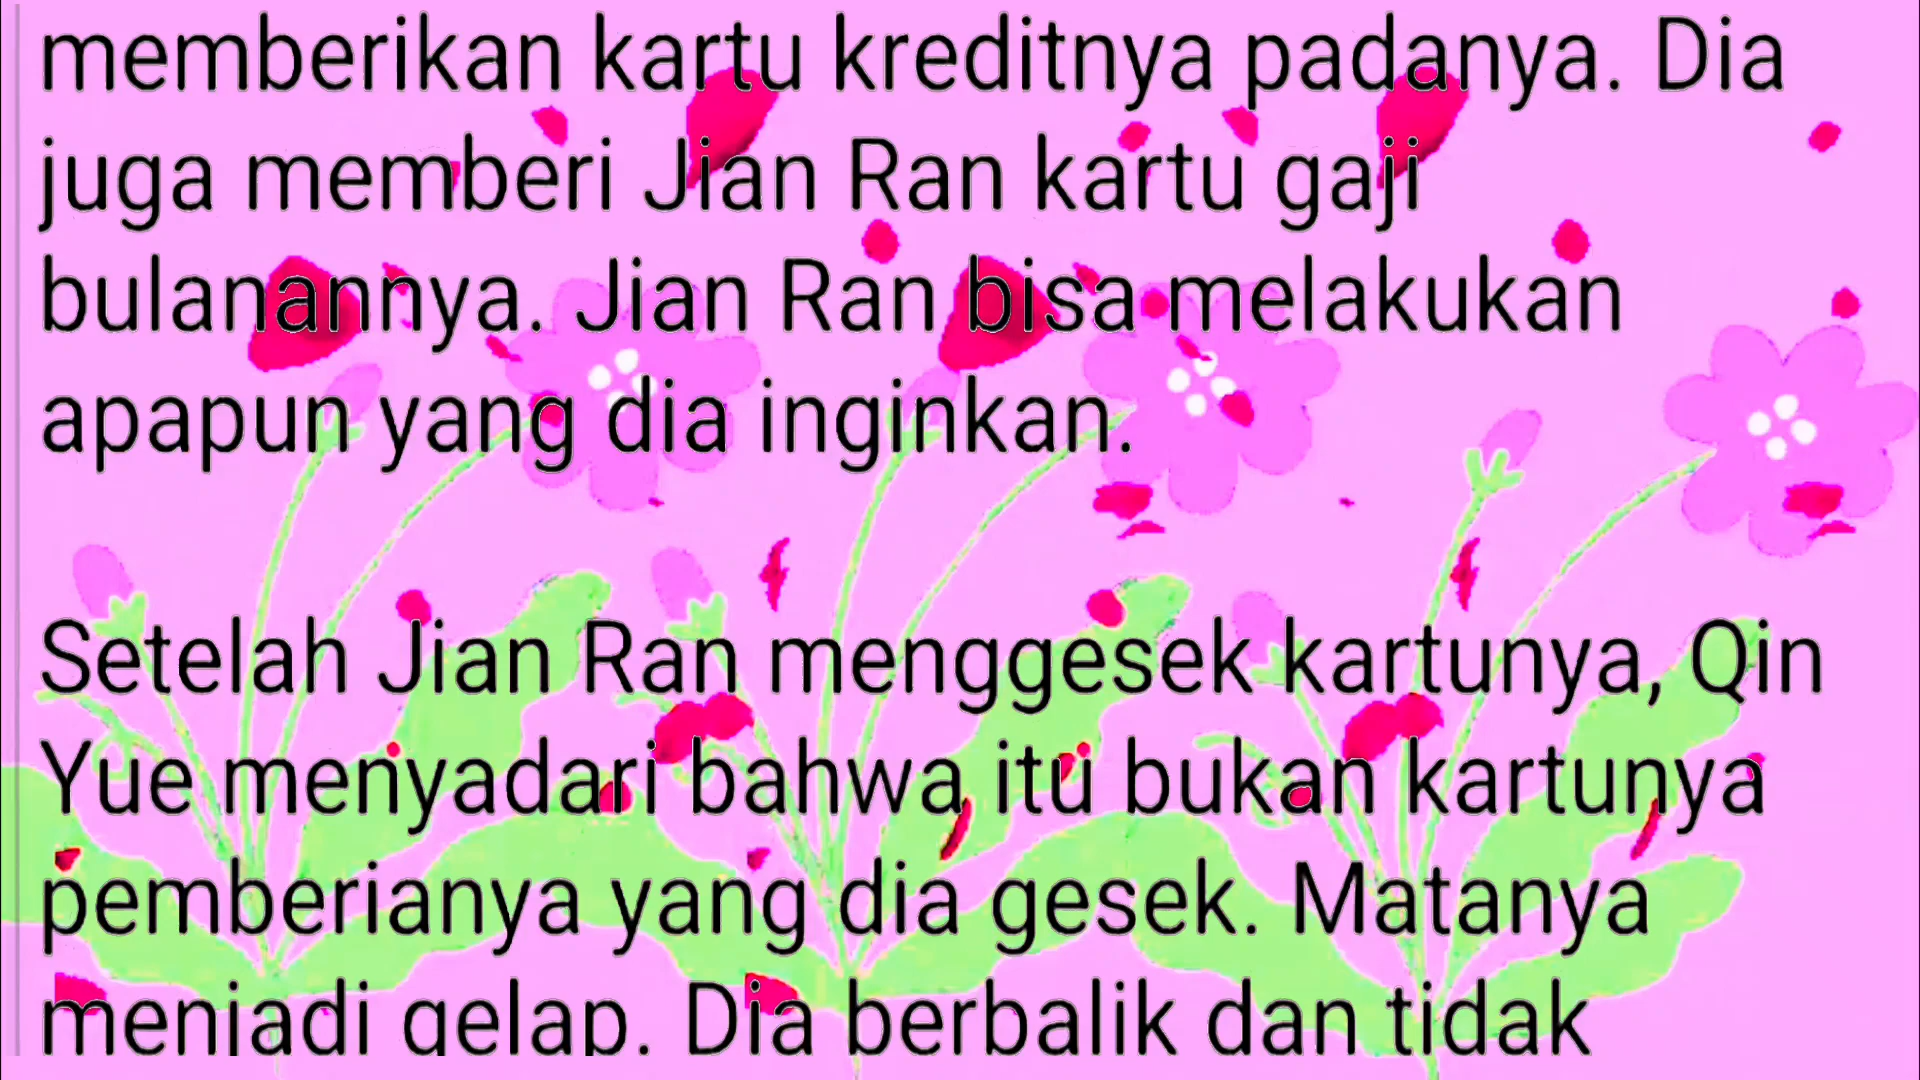 memberikan kartu kreditnya padanya. Dia
juga memberi Jian Ran kartu gaji
bulanannya. Jian Ran bisa melakukan
apapun yang dia inginkan.
Setelah Jian Ran menggesek kartunya, Qin
Yue menyadari bahwa itu bukan kartunya
pemberianya yang dia gesek. Matanya
menjadi gelap. Dia berbalik dan tidak